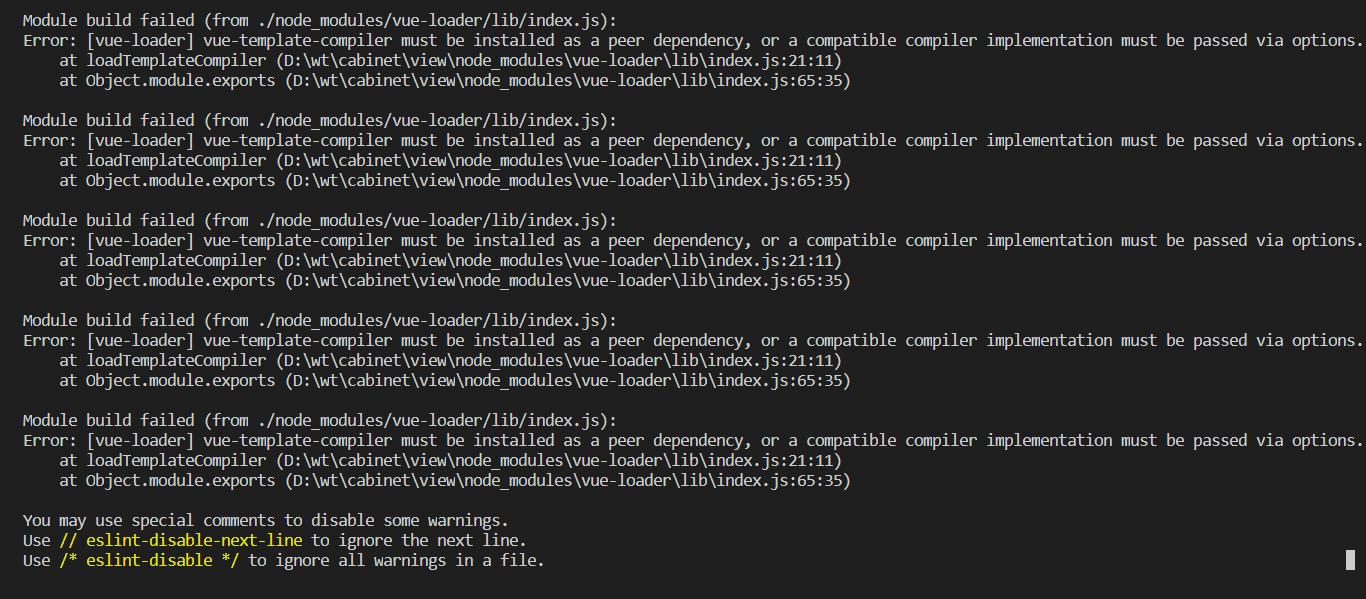 Module build failed (from ./node_modules/vue-loader/lib/index.js):
Error: [vue-loader] vue-template-compiler must be installed as a peer dependency, or a compatible compiler implementation must be passed via options.
at loadTemplateCompiler (D:\wt\cabinet\view\node_modules\vue-loader\lib\index.js:21:11)
at Object.module.exports (D:\wt\cabinet\view\node_modules\vue-loader\lib\index.js:65:35)
Module build failed (from ./node_modules/vue-loader/lib/index.js):
Error: [vue-loader] vue-template-compiler must be installed as a peer dependency, or a compatible compiler implementation must be passed via options.
at loadTemplateCompiler (D:\wt\cabinet\view\node_modules\vue-loader\lib\index.js:21:11)
at Object.module.exports (D:\wt\cabinet\view\node_modules\vue-loader\lib\index.js:65:35)
Module build failed (from ./node_modules/vue-loader/lib/index.js):
Error: [vue-loader] vue-template-compiler must be installed as a peer dependency, or a compatible compiler implementation must be passed via options.
at loadTemplateCompiler (D:\wt\cabinet\view\node_modules\vue-loader\lib\index.js:21:11)
at Object.module.exports (D:\wt\cabinet\view\node_modules\vue-loader\lib\index.js:65:35)
Module build failed (from ./node_modules/vue-loader/lib/index.js):
Error: [vue-loader] vue-template-compiler must be installed as a peer dependency, or a compatible compiler implementation must be passed via options.
at loadTemplateCompiler (D:\wt\cabinet\view\node_modules\vue-loader\lib\index.js:21:11)
at Object.module.exports (D:\wt\cabinet\view\node_modules\vue-loader\lib\index.js:65:35)
Module build failed (from ./node_modules/vue-loader/lib/index.js):
Error: [vue-loader] vue-template-compiler must be installed as a peer dependency, or a compatible compiler implementation must be passed via options.
at loadTemplateCompiler (D:\wt\cabinet\view\node_modules\vue-loader\lib\index.js:21:11)
at Object.module.exports (D:\wt\cabinet\view\node_modules\vue-loader\lib\index.js:65:35)
You may use special comments to disable some warnings.
Use // eslint-disable-next-line to ignore the next line.
Use /* eslint-disable */ to ignore all warnings in a file.